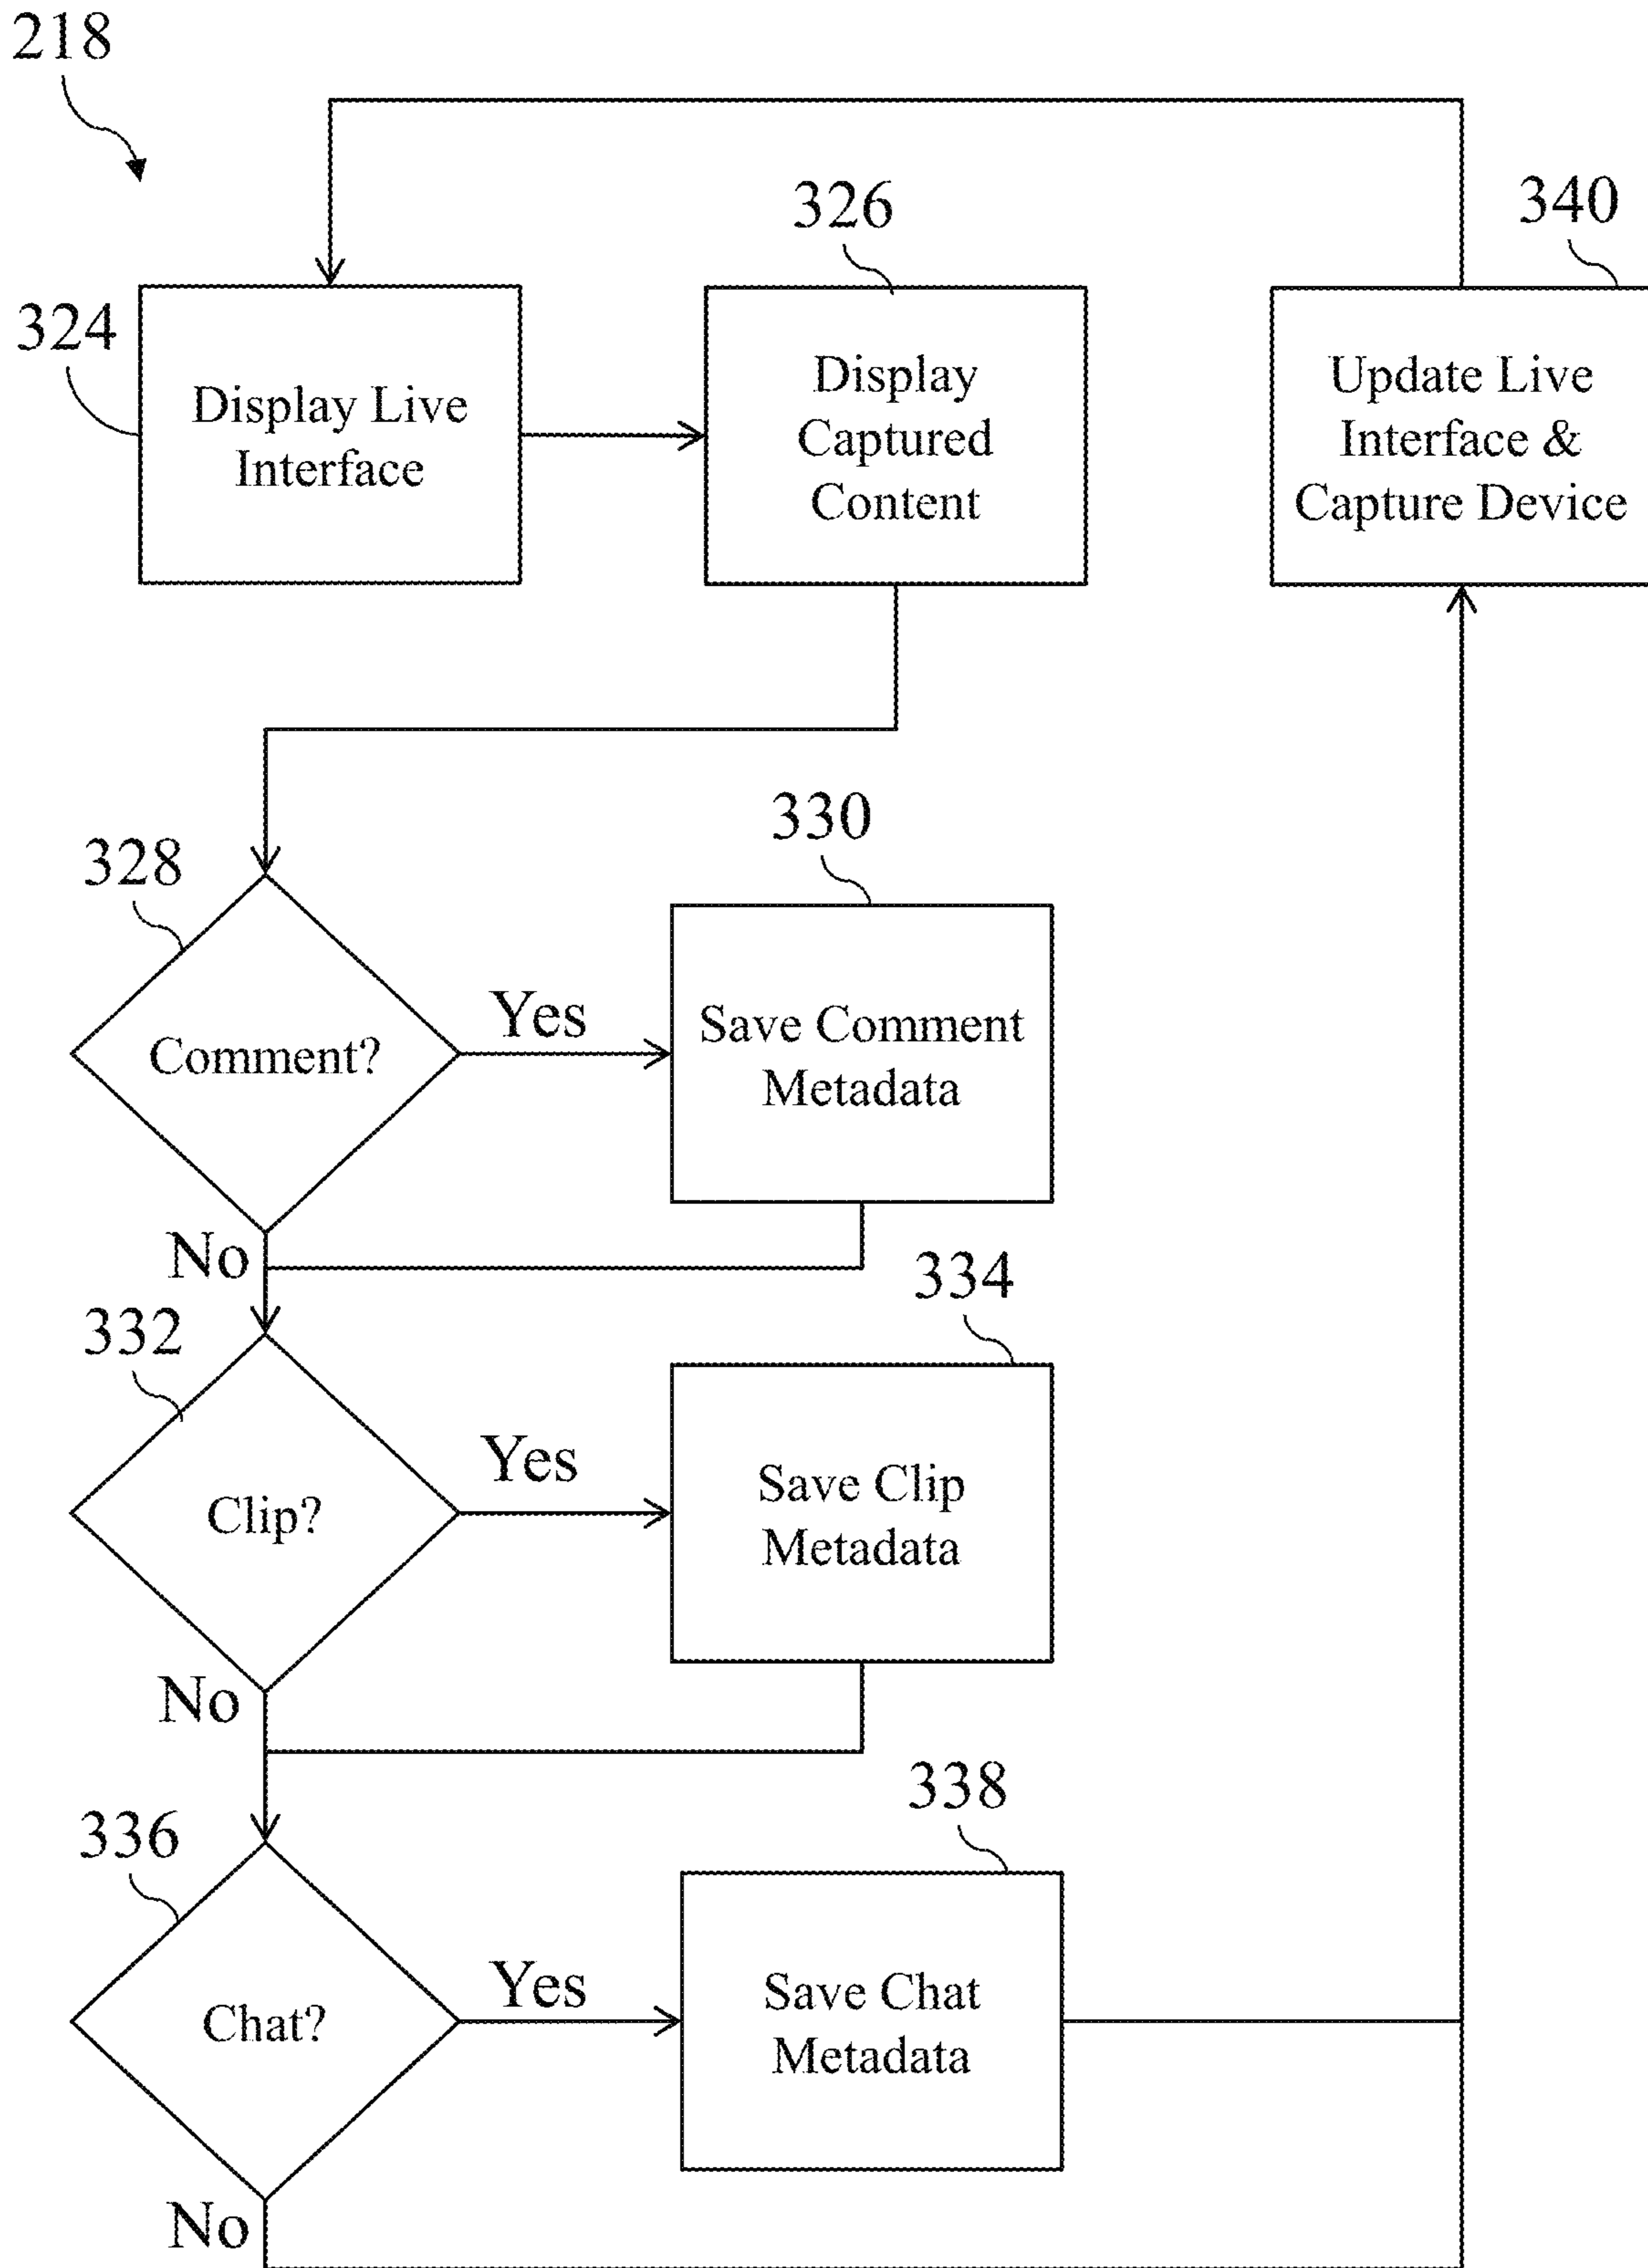 218
326
340
324
Display Live
Interface
Display
Captured
Content
Update Live
Interface &
Capture Device
328
330
Comment?
Yes
Save Comment
Metadata
No
332
334
Clip?
Yes
Save Clip
Metadata
No
336
338
Chat?
Yes
Save Chat
Metadata
No